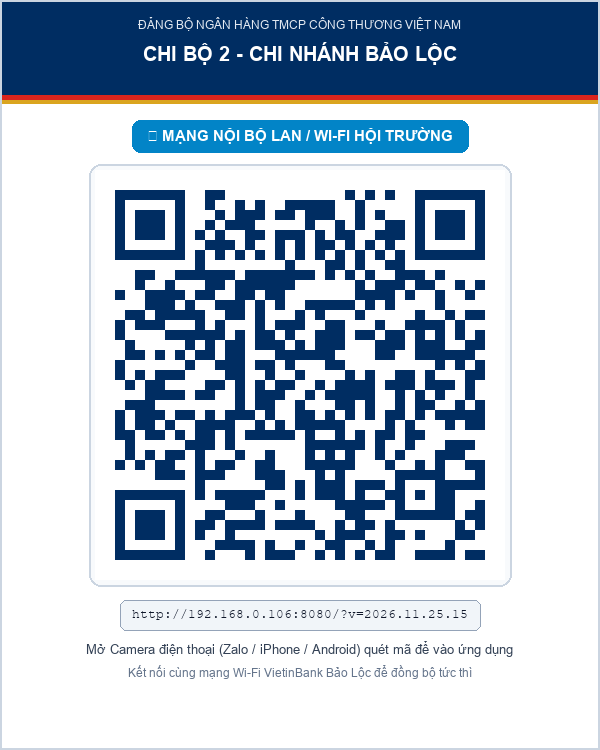 ĐẢNG BỘ NGÂN HÀNG TMCP CÔNG THƯƠNG VIỆT NAM
CHI BỘ 2 - CHI NHÁNH BẢO LỘC
MẠNG NỘI BỘ LAN / WI-FI HỘI TRƯỜNG
http://192.168.0.106:8080/?v=2026.11.25.15
Mở Camera điện thoại (Zalo / iPhone / Android) quét mã để vào ứng dụng
Kết nối cùng mạng Wi-Fi VietinBank Bảo Lộc để đồng bộ tức thì